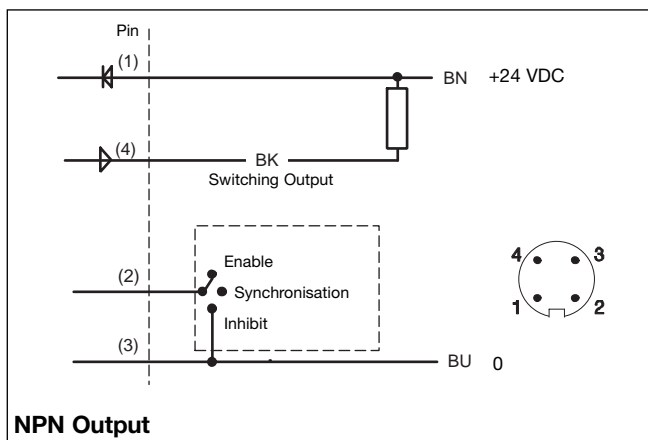 Pin
(1)
BN +24 VDC
(4)
BK
Switching Output
Enable
(2)
Synchronisation
Inhibit
(3)
BU 0
4 3
1 2
NPN Output